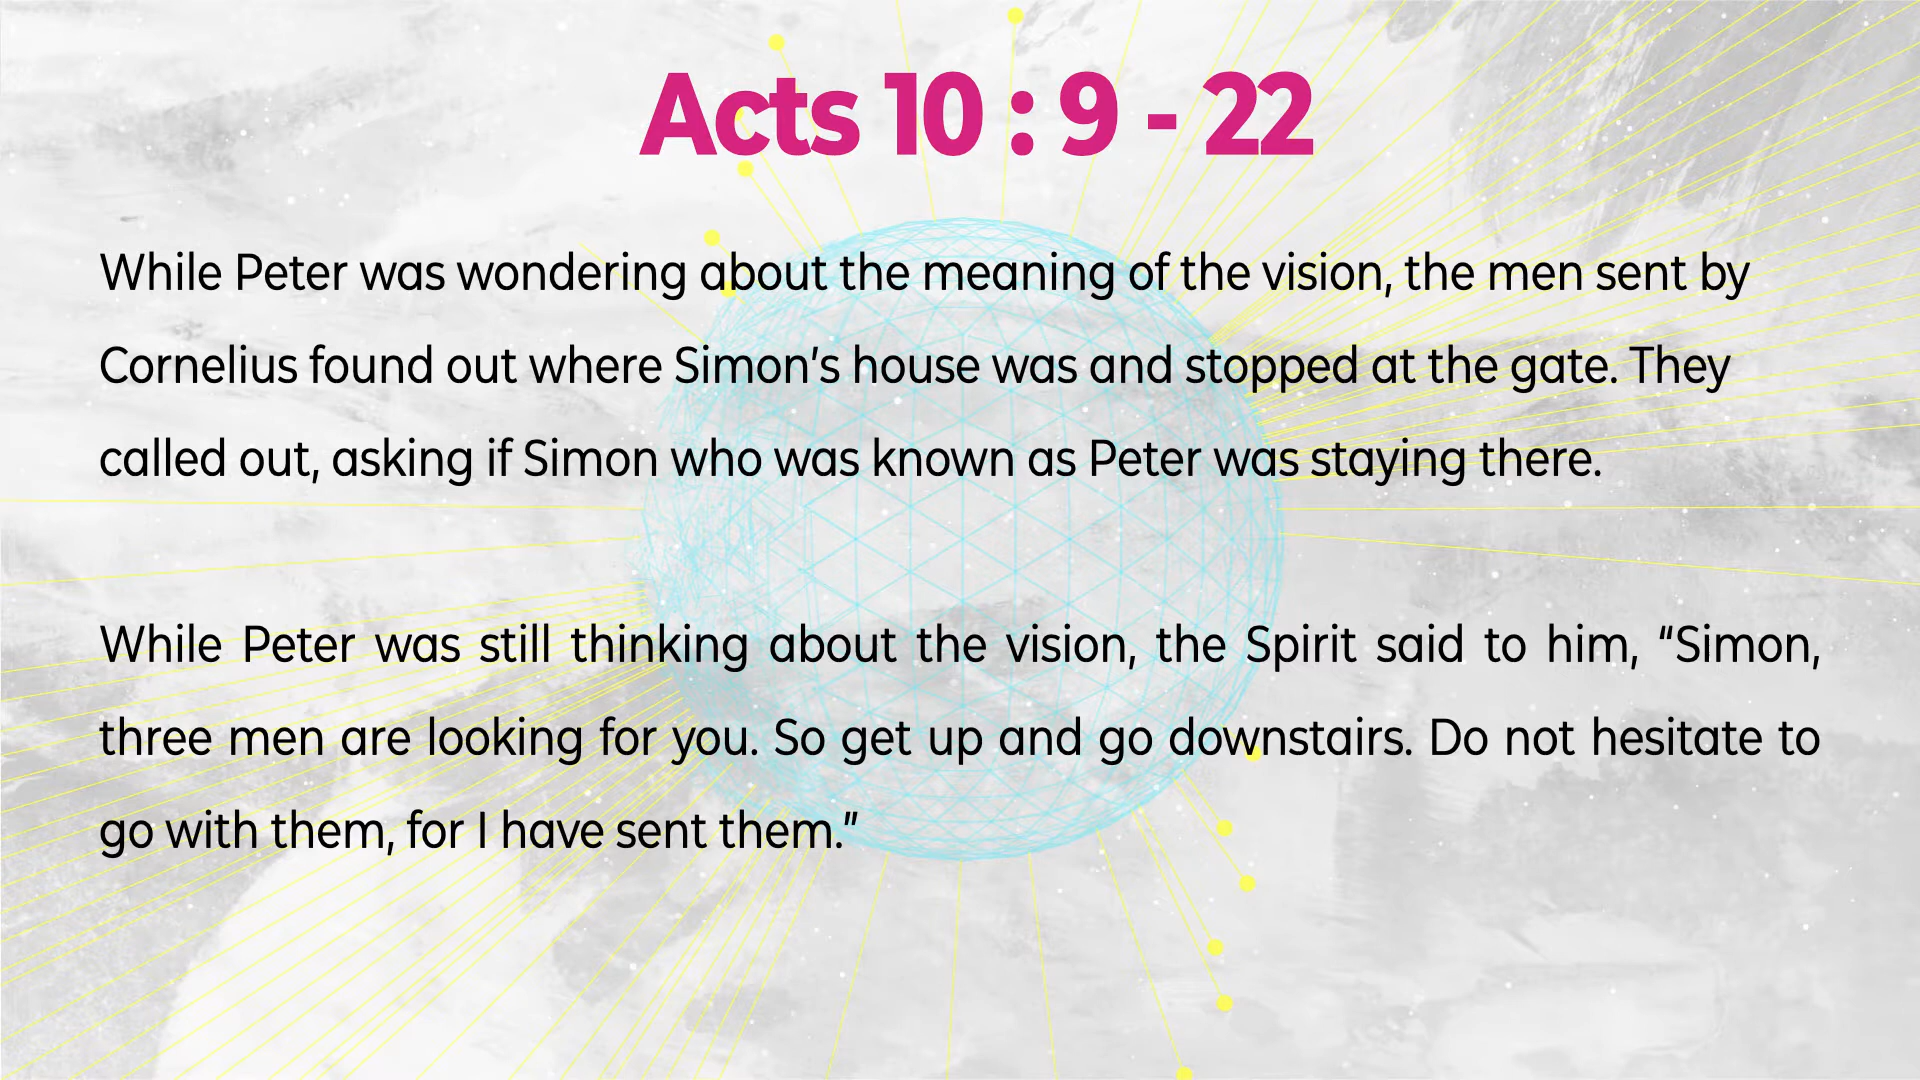 Acts 10 : 9 - 22
While Peter was wondering about the meaning of the vision, the men sent by
Cornelius found out where Simon’s house was and stopped at the gate. They
called out, asking if Simon who was known as Peter was staying there.
While Peter was still thinking about the vision, the Spirit said to him, “Simon,
three men are looking for you. So get up and go downstairs. Do not hesitate to
go with them, for I have sent them.”